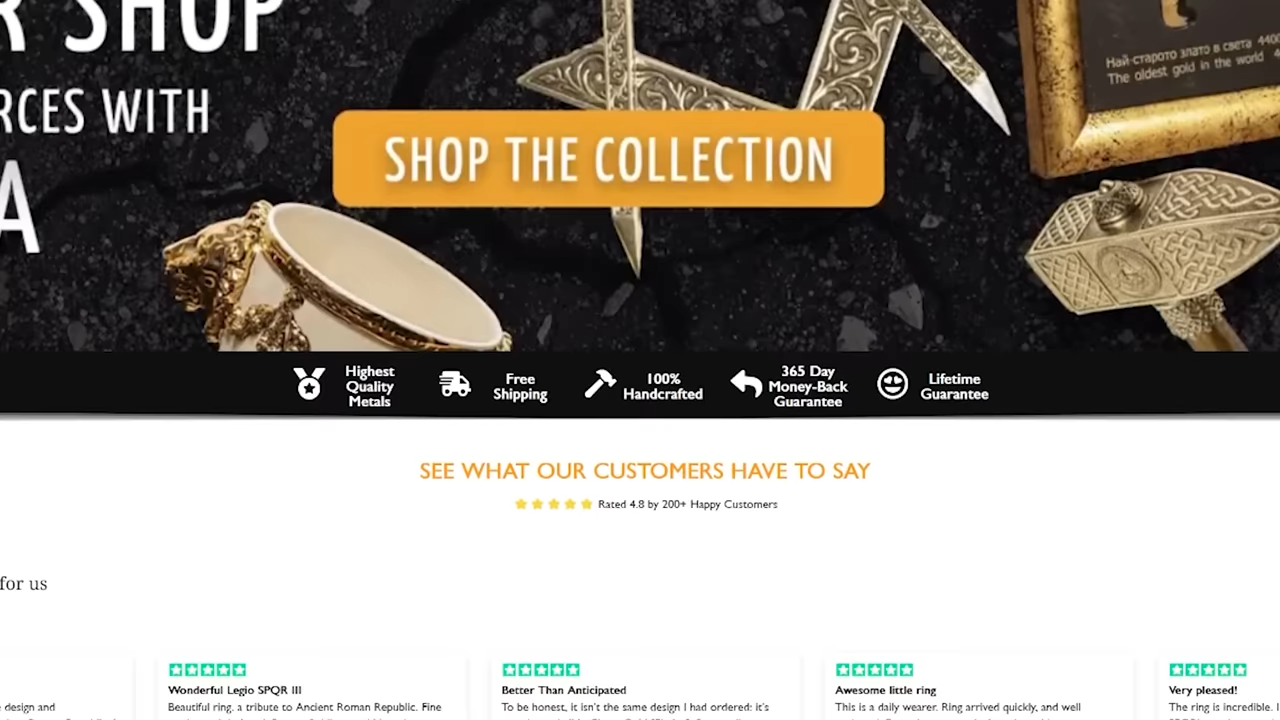 R SHOP
RCES WITH
A
SHOP THE COLLECTION
Най-старото злато в света 4400
The oldest gold in the world
Highest
Quality
Metals
Free
Shipping
100%
Handcrafted
365 Day
Money-Back
Guarantee
Lifetime
Guarantee
SEE WHAT OUR CUSTOMERS HAVE TO SAY
Rated 4.8 by 200+ Happy Customers
for us
design and
Wonderful Legio SPQR III
Beautiful ring, a tribute to Ancient Roman Republic. Fine
Better Than Anticipated
To be honest, it isn't the same design I had ordered: it's
Awesome little ring
This is a daily wearer. Ring arrived quickly, and well
Very pleased!
The ring is incredible.